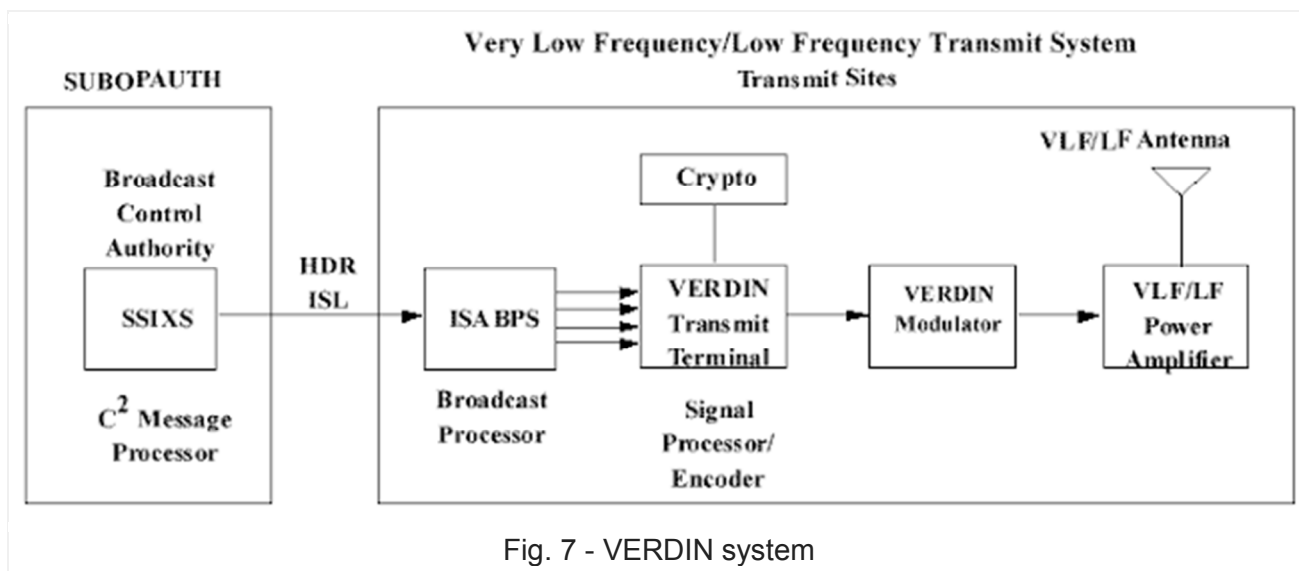 Very Low Frequency/Low Frequency Transmit System
Transmit Sites
SUBOPAUTH
Broadcast
Control
Authority
SSIXS
C² Message
Processor
HDR
ISL
ISABPS
Broadcast
Processor
Crypto
VERDIN
Transmit
Terminal
Signal
Processor/
Encoder
VERDIN
Modulator
VLF/LF Antenna
VLF/LF
Power
Amplifier
Fig. 7 - VERDIN system